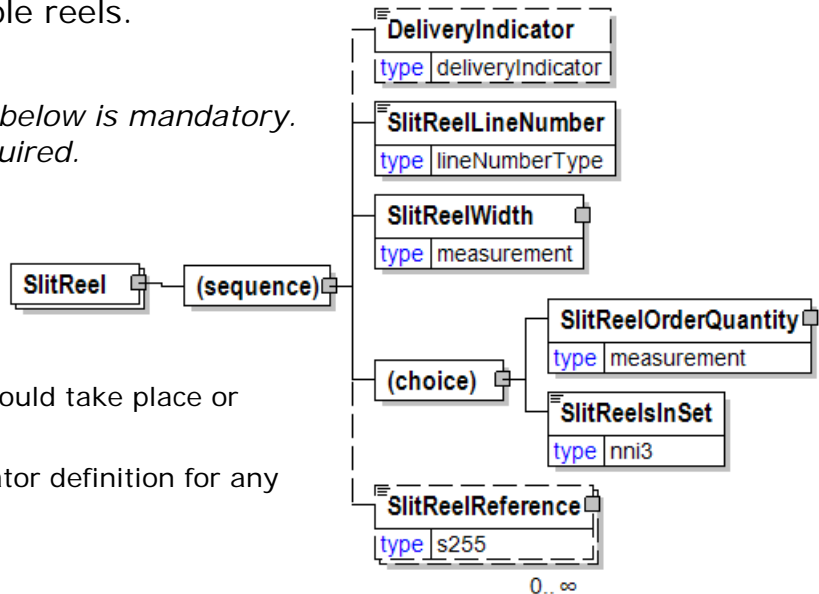 ble reels.
below is mandatory.
uired.
ould take place or
ator definition for any
SlitReel
(sequence)
DeliveryIndicator
type deliveryIndicator
SlitReelLineNumber
type lineNumberType
SlitReelWidth
type measurement
(choice)
SlitReelOrderQuantity
type measurement
SlitReelsInSet
type nni3
SlitReelReference
type s255
0..∞